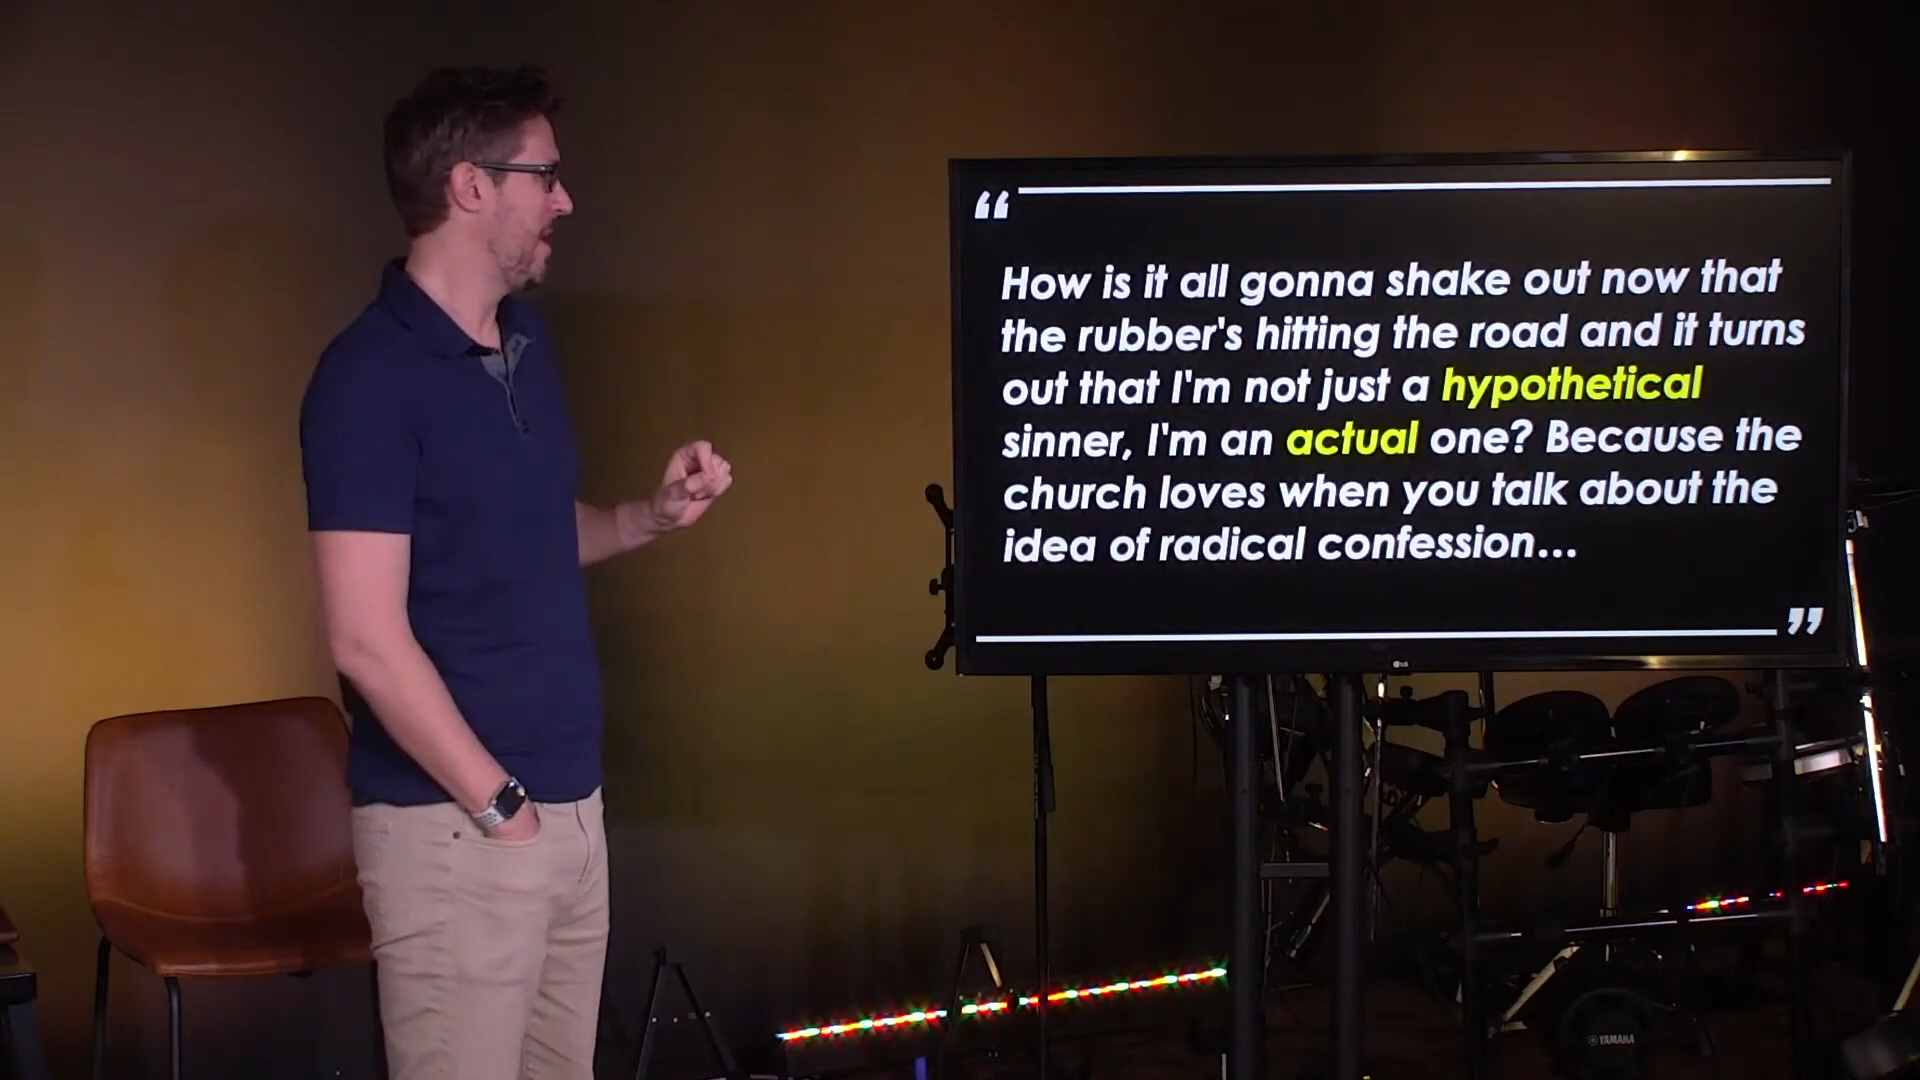 “
How is it all gonna shake out now that
the rubber's hitting the road and it turns
out that I'm not just a hypothetical
sinner, I'm an actual one? Because the
church loves when you talk about the
idea of radical confession...
”
LG
YAMAHA